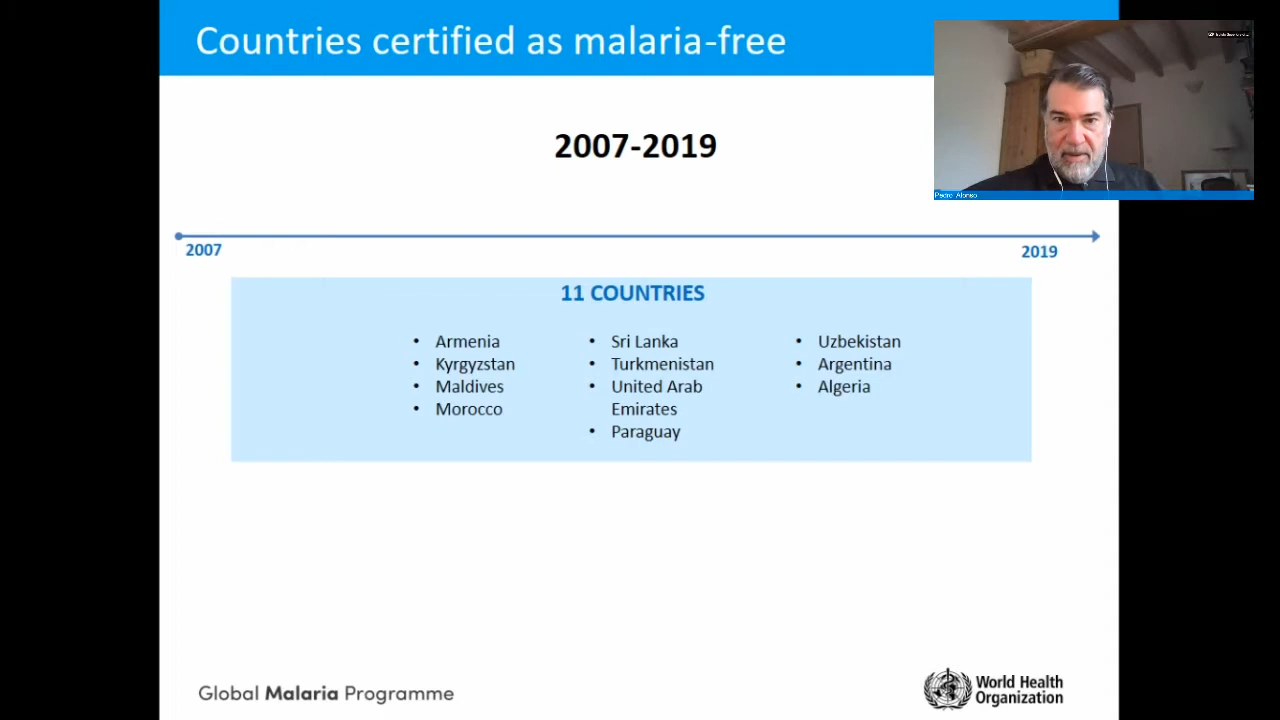 Countries certified as malaria-free
Pedro Alonso
2007-2019
2007
2019
11 COUNTRIES
• Armenia
• Kyrgyzstan
• Maldives
• Morocco
• Sri Lanka
• Turkmenistan
• United Arab
Emirates
• Paraguay
• Uzbekistan
• Argentina
• Algeria
Global Malaria Programme
World Health
Organization